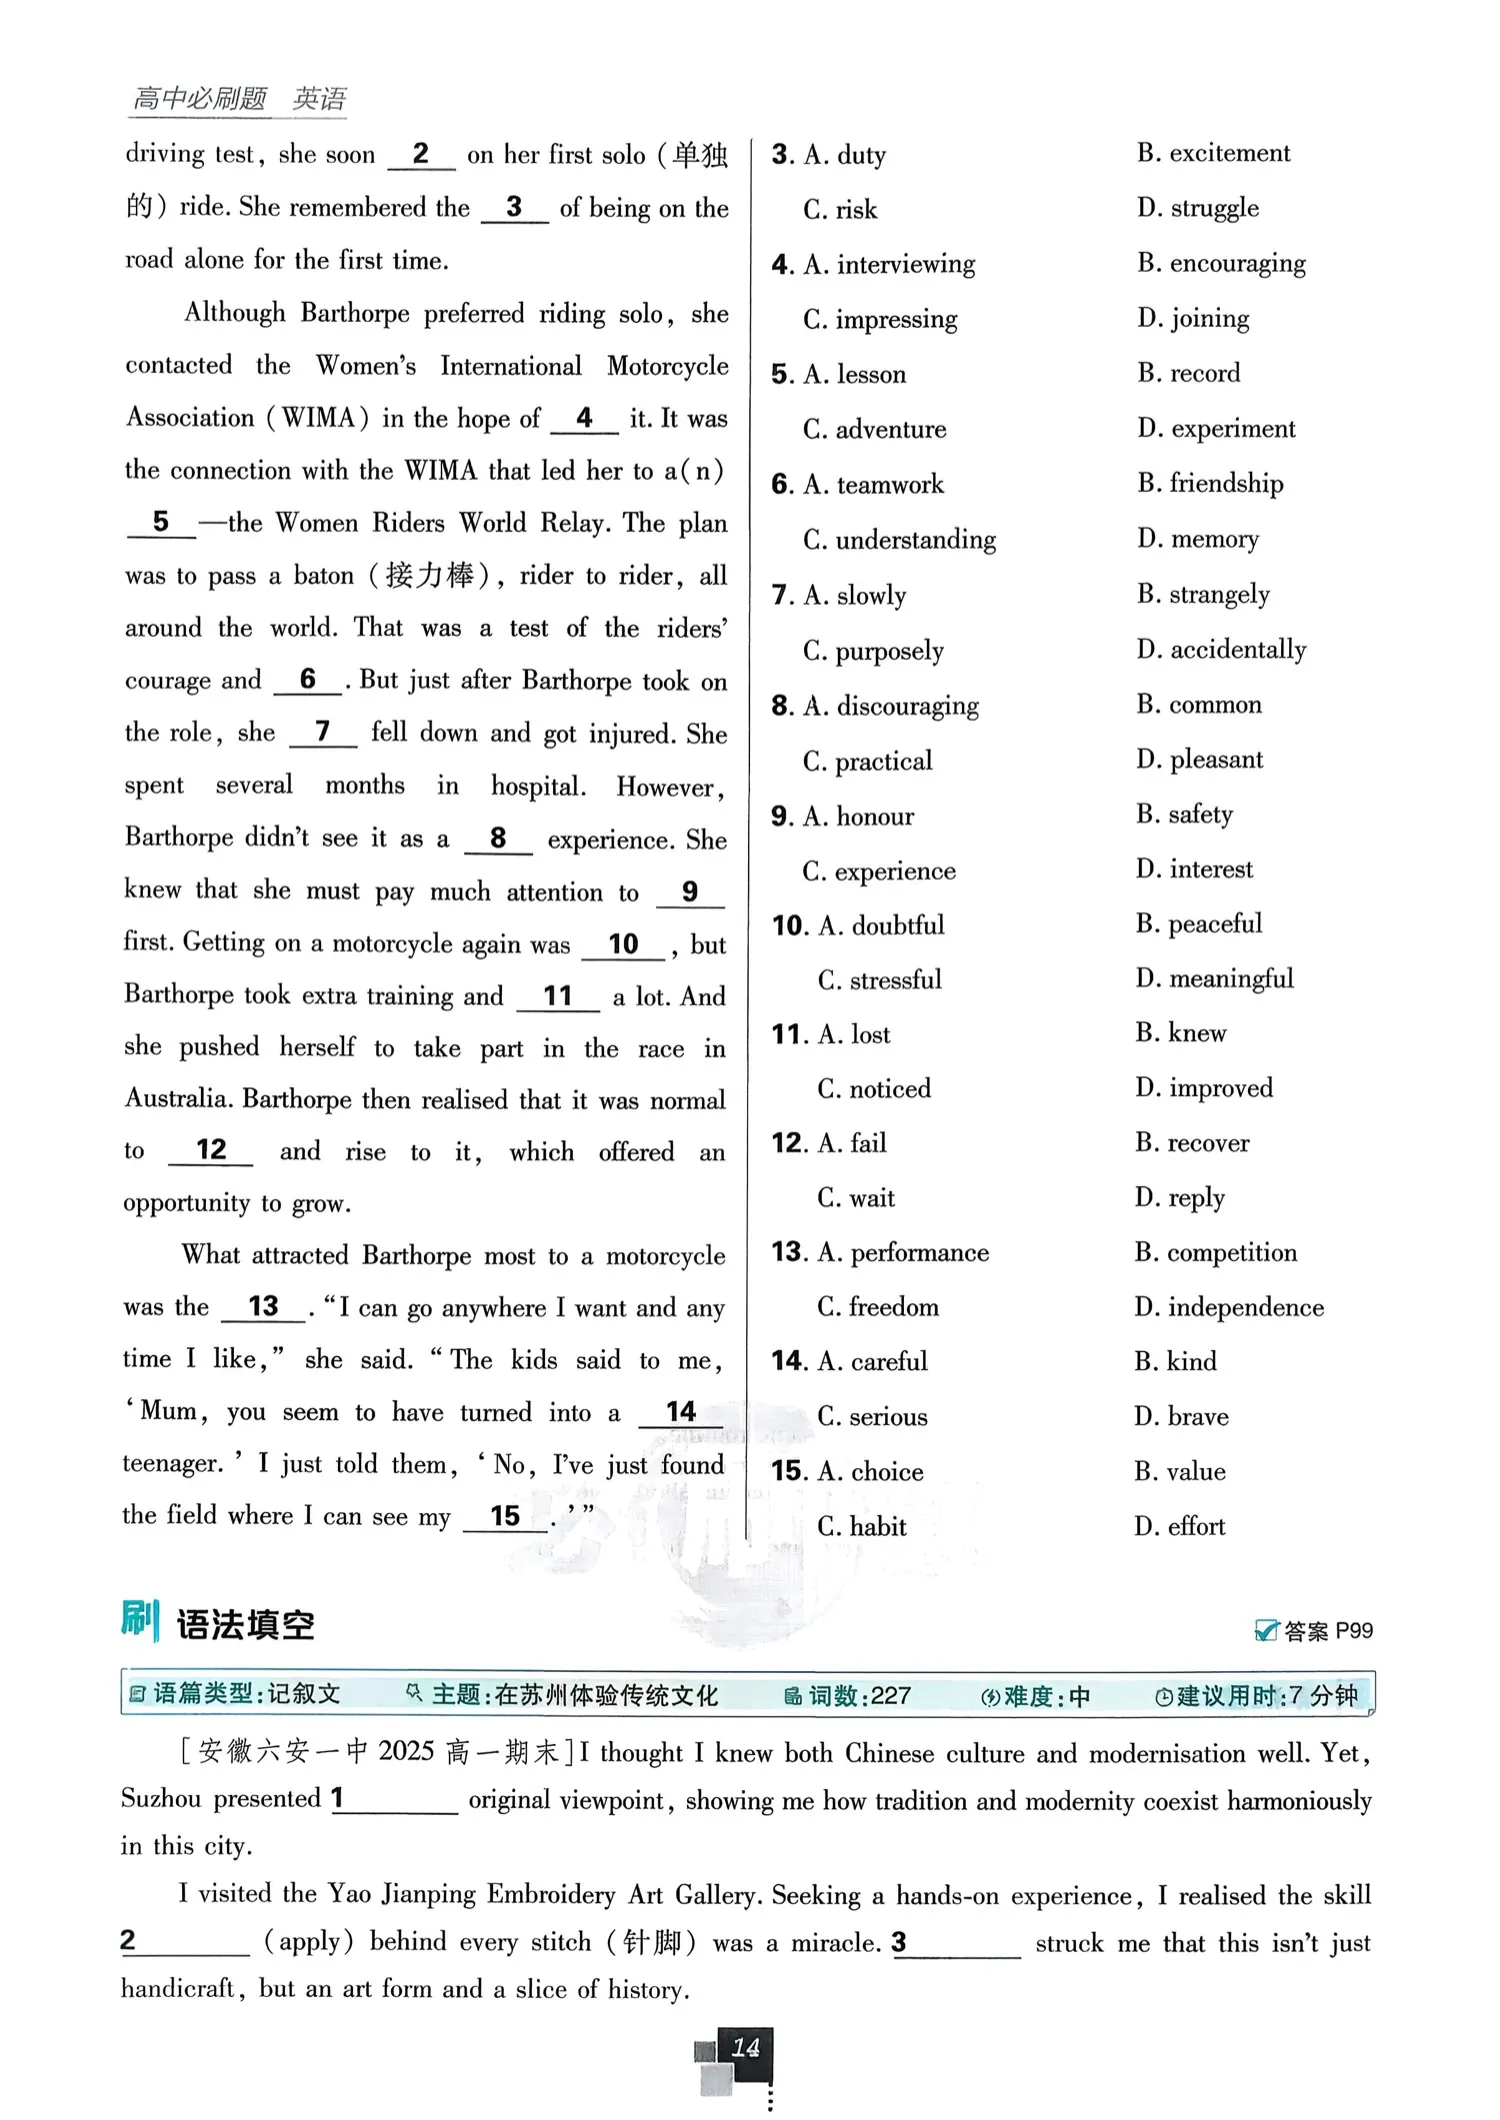 高中必刷题 英语
driving test, she soon 2 on her first solo (单独
的) ride. She remembered the 3 of being on the
road alone for the first time.
Although Barthorpe preferred riding solo, she
contacted the Women's International Motorcycle
Association (WIMA) in the hope of 4 it. It was
the connection with the WIMA that led her to a(n)
5 —the Women Riders World Relay. The plan
was to pass a baton (接力棒), rider to rider, all
around the world. That was a test of the riders'
courage and 6 . But just after Barthorpe took on
the role, she 7 fell down and got injured. She
spent several months in hospital. However,
Barthorpe didn't see it as a 8 experience. She
knew that she must pay much attention to 9
first. Getting on a motorcycle again was 10 , but
Barthorpe took extra training and 11 a lot. And
she pushed herself to take part in the race in
Australia. Barthorpe then realised that it was normal
to 12 and rise to it, which offered an
opportunity to grow.
What attracted Barthorpe most to a motorcycle
was the 13 . "I can go anywhere I want and any
time I like," she said. "The kids said to me,
'Mum, you seem to have turned into a 14
teenager.' I just told them, 'No, I've just found
the field where I can see my 15 .'"
3. A. duty B. excitement
C. risk D. struggle
4. A. interviewing B. encouraging
C. impressing D. joining
5. A. lesson B. record
C. adventure D. experiment
6. A. teamwork B. friendship
C. understanding D. memory
7. A. slowly B. strangely
C. purposely D. accidentally
8. A. discouraging B. common
C. practical D. pleasant
9. A. honour B. safety
C. experience D. interest
10. A. doubtful B. peaceful
C. stressful D. meaningful
11. A. lost B. knew
C. noticed D. improved
12. A. fail B. recover
C. wait D. reply
13. A. performance B. competition
C. freedom D. independence
14. A. careful B. kind
C. serious D. brave
15. A. choice B. value
C. habit D. effort
刷 语法填空 答案 P99
语篇类型:记叙文 主题:在苏州体验传统文化 词数:227 难度:中 建议用时:7 分钟
[安徽六安一中 2025 高一期末]I thought I knew both Chinese culture and modernisation well. Yet,
Suzhou presented 1 original viewpoint, showing me how tradition and modernity coexist harmoniously
in this city.
I visited the Yao Jianping Embroidery Art Gallery. Seeking a hands-on experience, I realised the skill
2 (apply) behind every stitch (针脚) was a miracle. 3 struck me that this isn't just
handicraft, but an art form and a slice of history.
14